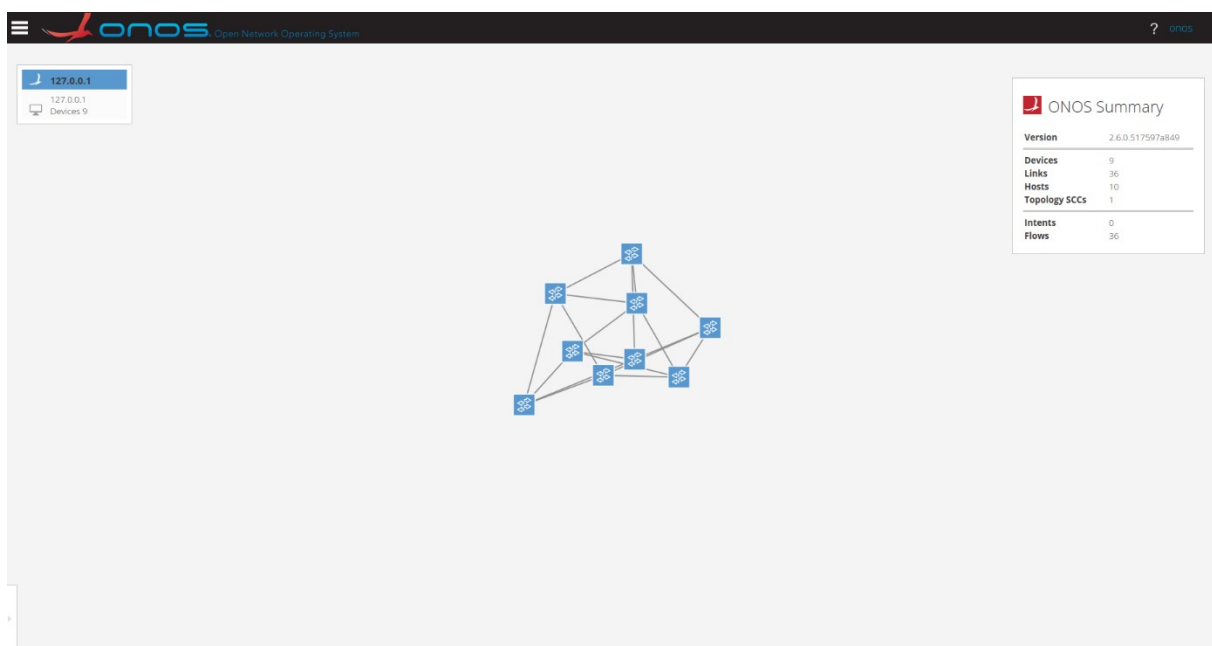 onos. Open Network Operating System
? onos
127.0.0.1
127.0.0.1
Devices 9
ONOS Summary
Version 2.6.0.517597a849
Devices 9
Links 36
Hosts 10
Topology SCCs 1
Intents 0
Flows 36